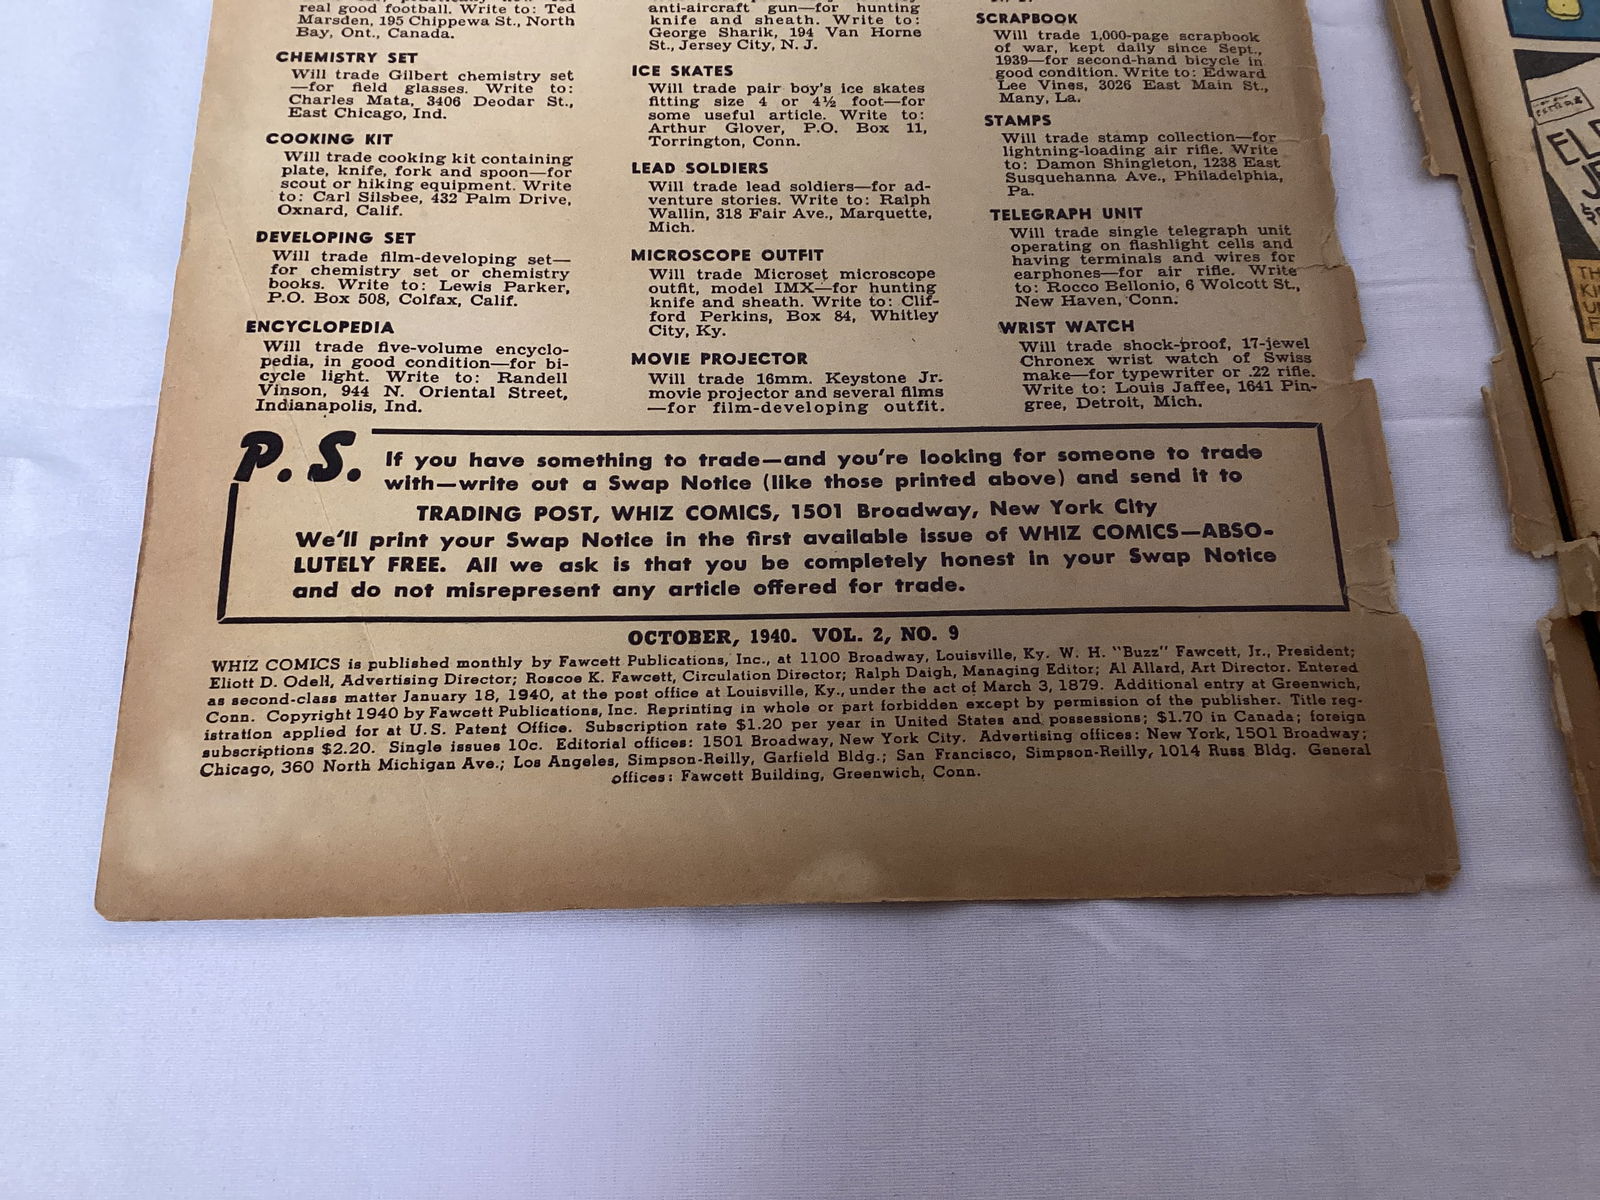 real good football. Write to: Ted
Marsden, 195 Chippewa St., North
Bay, Ont., Canada.
CHEMISTRY SET
Will trade Gilbert chemistry set
—for field glasses. Write to:
Charles Mata, 3406 Deodar St.,
East Chicago, Ind.
COOKING KIT
Will trade cooking kit containing
plate, knife, fork and spoon—for
scout or hiking equipment. Write
to: Carl Silsbee, 432 Palm Drive,
Oxnard, Calif.
DEVELOPING SET
Will trade film-developing set—
for chemistry set or chemistry
books. Write to: Lewis Parker,
P.O. Box 508, Colfax, Calif.
ENCYCLOPEDIA
Will trade five-volume encyclo-
pedia, in good condition—for bi-
cycle light. Write to: Randell
Vinson, 944 N. Oriental Street,
Indianapolis, Ind.
anti-aircraft gun—for hunting
knife and sheath. Write to:
George Sharik, 194 Van Horne
St., Jersey City, N. J.
ICE SKATES
Will trade pair boy's ice skates
fitting size 4 or 4½ foot—for
some useful article. Write to:
Arthur Glover, P.O. Box 11,
Torrington, Conn.
LEAD SOLDIERS
Will trade lead soldiers—for ad-
venture stories. Write to: Ralph
Wallin, 318 Fair Ave., Marquette,
Mich.
MICROSCOPE OUTFIT
Will trade Microset microscope
outfit, model IMX—for hunting
knife and sheath. Write to: Clif-
ford Perkins, Box 84, Whitley
City, Ky.
MOVIE PROJECTOR
Will trade 16mm. Keystone Jr.
movie projector and several films
—for film-developing outfit.
SCRAPBOOK
Will trade 1,000-page scrapbook
of war, kept daily since Sept.,
1939—for second-hand bicycle in
good condition. Write to: Edward
Lee Vines, 3026 East Main St.,
Many, La.
STAMPS
Will trade stamp collection—for
lightning-loading air rifle. Write
to: Damon Shingleton, 1238 East
Susquehanna Ave., Philadelphia,
Pa.
TELEGRAPH UNIT
Will trade single telegraph unit
operating on flashlight cells and
having terminals and wires for
earphones—for air rifle. Write
to: Rocco Bellonio, 6 Wolcott St.,
New Haven, Conn.
WRIST WATCH
Will trade shock-proof, 17-jewel
Chronex wrist watch of Swiss
make—for typewriter or .22 rifle.
Write to: Louis Jaffee, 1641 Pin-
gree, Detroit, Mich.
P. S. If you have something to trade—and you're looking for someone to trade
with—write out a Swap Notice (like those printed above) and send it to
TRADING POST, WHIZ COMICS, 1501 Broadway, New York City
We'll print your Swap Notice in the first available issue of WHIZ COMICS—ABSO-
LUTELY FREE. All we ask is that you be completely honest in your Swap Notice
and do not misrepresent any article offered for trade.
OCTOBER, 1940. VOL. 2, NO. 9
WHIZ COMICS is published monthly by Fawcett Publications, Inc., at 1100 Broadway, Louisville, Ky. W. H. "Buzz" Fawcett, Jr., President;
Eliott D. Odell, Advertising Director; Roscoe K. Fawcett, Circulation Director; Ralph Daigh, Managing Editor; Al Allard, Art Director. Entered
as second-class matter January 18, 1940, at the post office at Louisville, Ky., under the act of March 3, 1879. Additional entry at Greenwich,
Conn. Copyright 1940 by Fawcett Publications, Inc. Reprinting in whole or part forbidden except by permission of the publisher. Title reg-
istration applied for at U.S. Patent Office. Subscription rate $1.20 per year in United States and possessions; $1.70 in Canada; foreign
subscriptions $2.20. Single issues 10c. Editorial offices: 1501 Broadway, New York City. Advertising offices: New York, 1501 Broadway;
Chicago, 360 North Michigan Ave.; Los Angeles, Simpson-Reilly, Garfield Bldg.; San Francisco, Simpson-Reilly, 1014 Russ Bldg. General
offices: Fawcett Building, Greenwich, Conn.